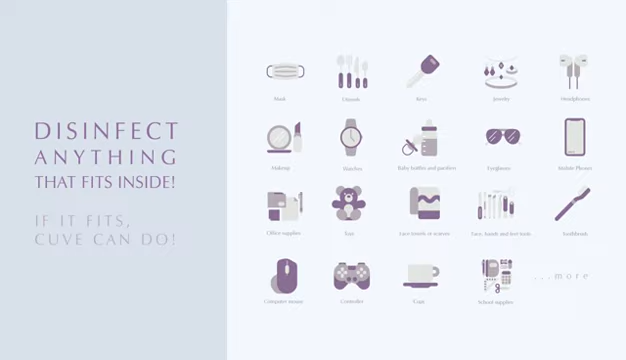 DISINFECT
ANYTHING
THAT FITS INSIDE!
IF IT FITS,
CUVE CAN DO!
Mask
Utensils
Keys
Jewelry
Headphones
Makeup
Watches
Baby bottles and pacifiers
Eyeglasses
Mobile Phones
Office supplies
Toys
Face towels or scarves
Face, hands and feet tools
Toothbrush
Computer mouse
Controller
Cups
School supplies
...more